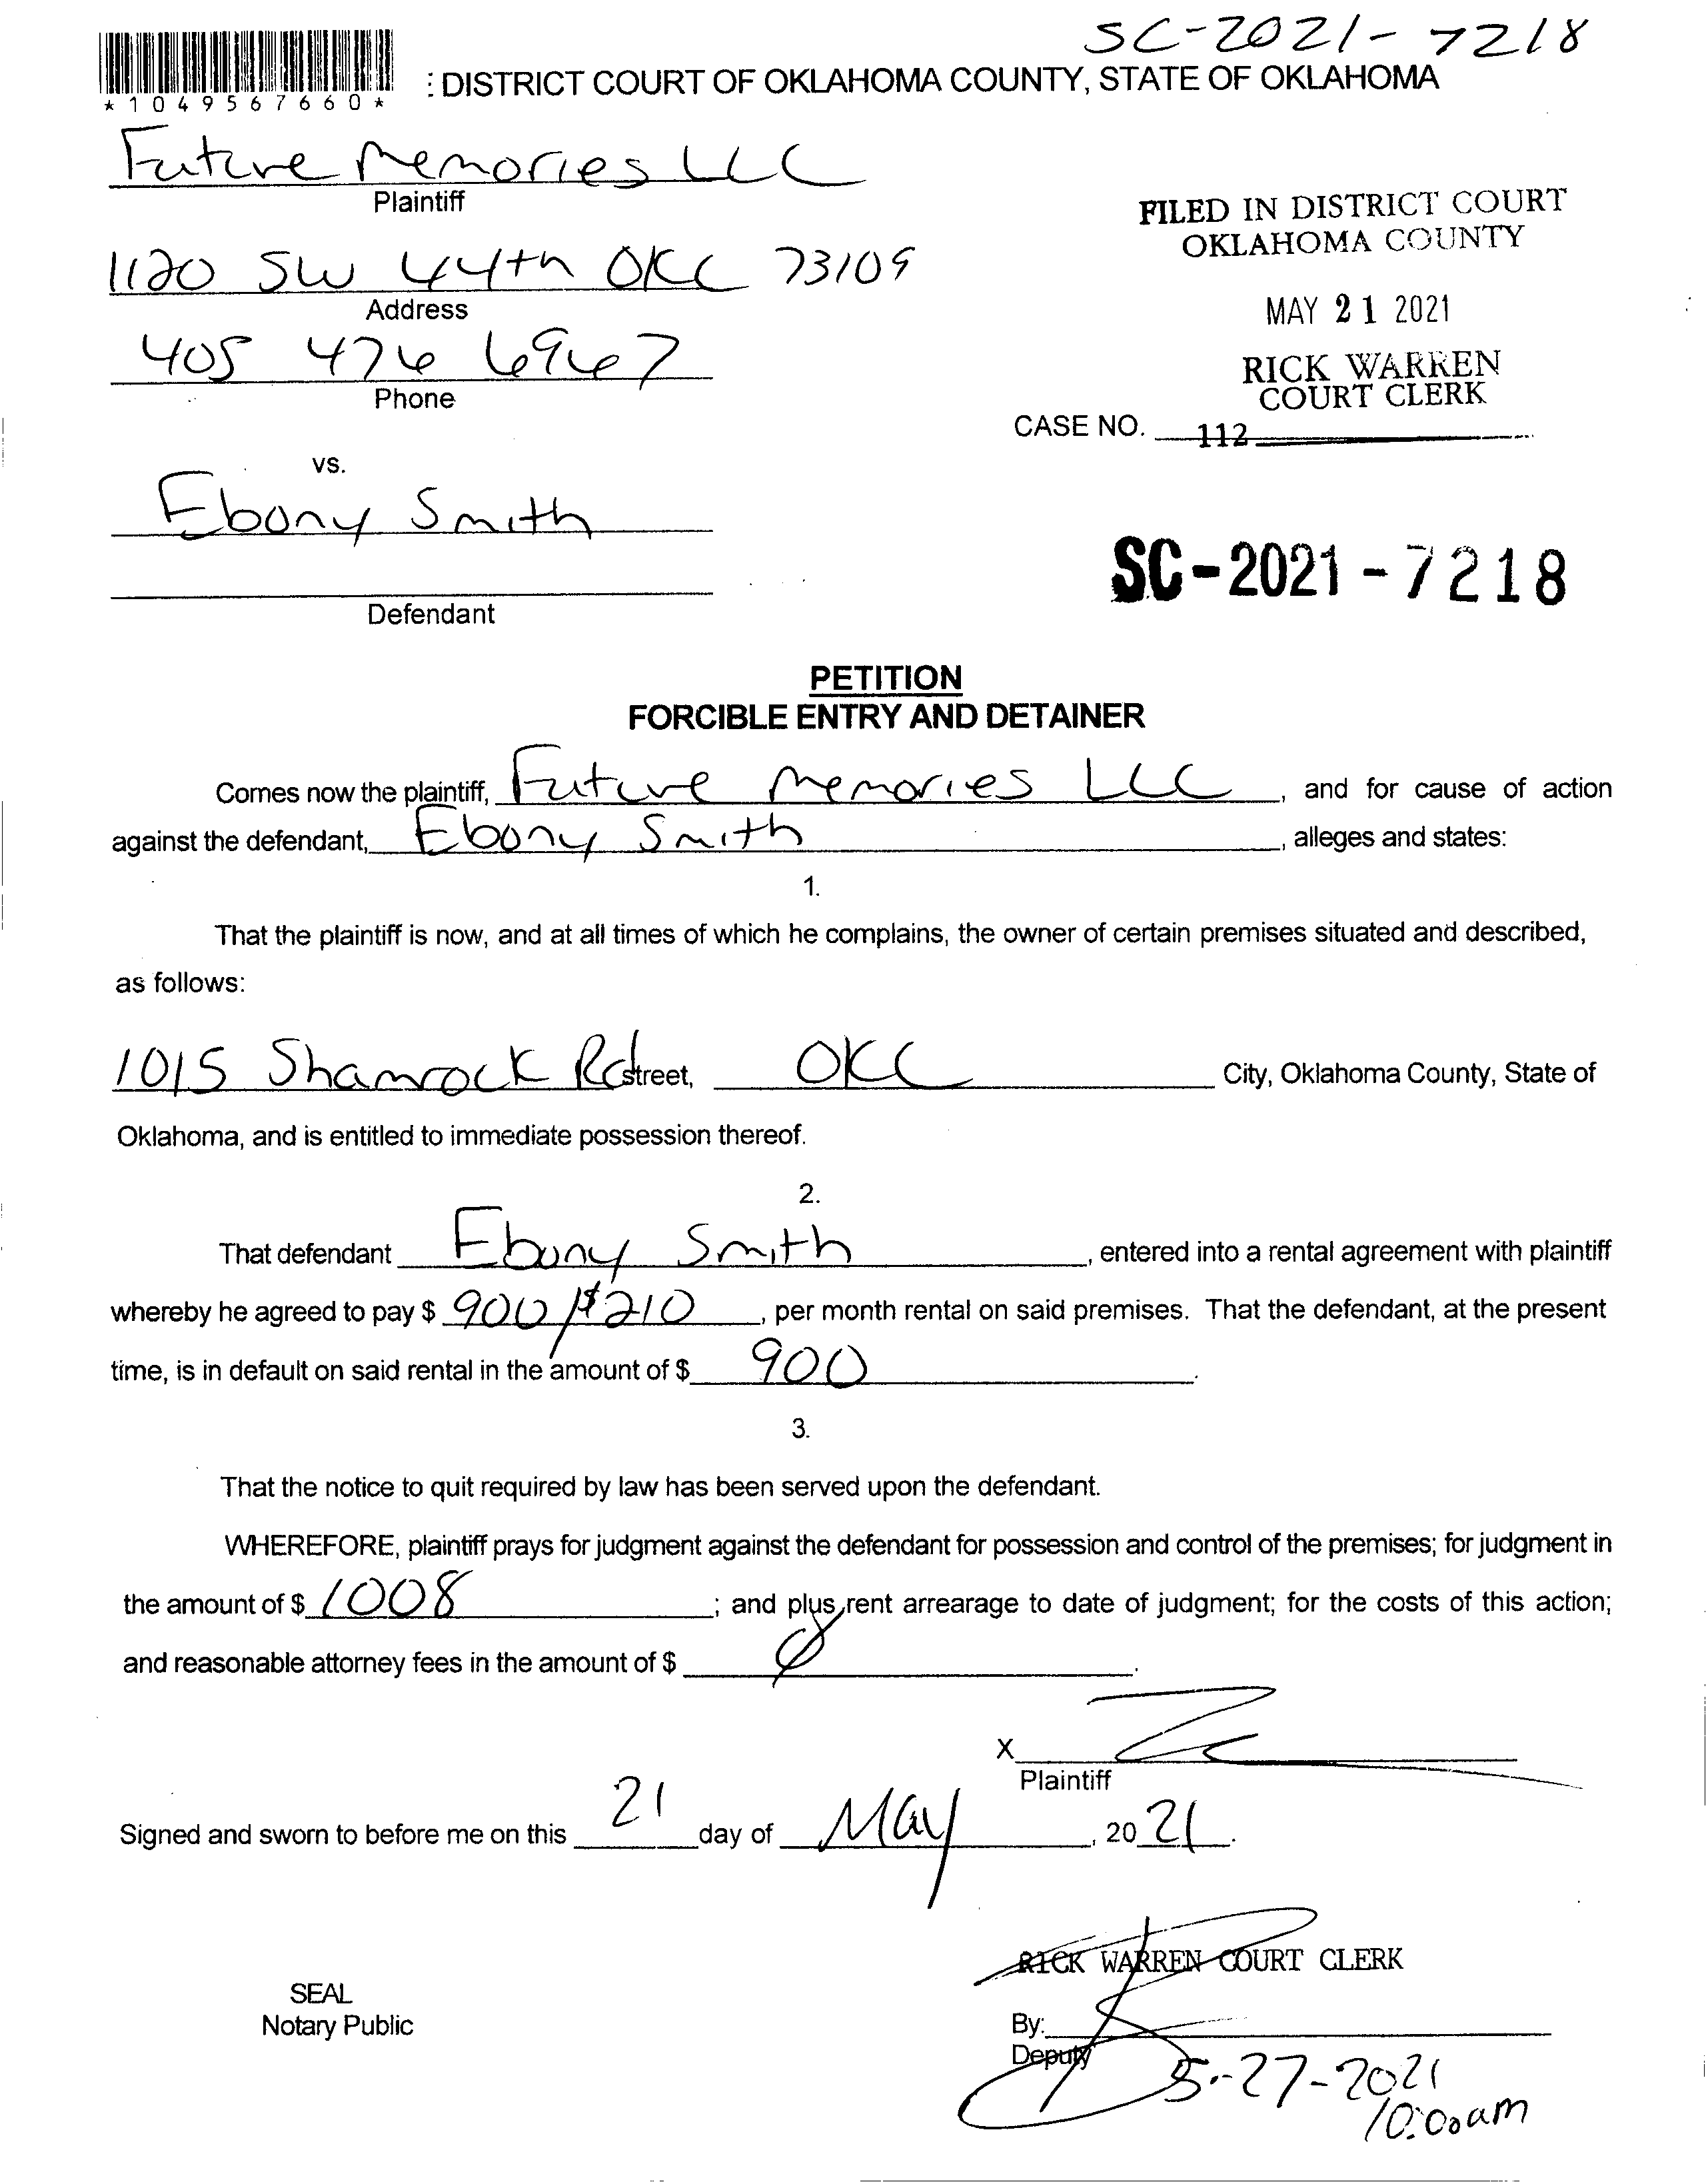 SC-2021-7218
*1049567660*
: DISTRICT COURT OF OKLAHOMA COUNTY, STATE OF OKLAHOMA
Future Memories LLC
Plaintiff
FILED IN DISTRICT COURT
OKLAHOMA COUNTY
1120 SW 44th OKC 73109
Address
MAY 21 2021
405 476 6967
Phone
RICK WARREN
COURT CLERK
CASE NO. 112
vs.
Ebony Smith
SC-2021-7218
Defendant
PETITION
FORCIBLE ENTRY AND DETAINER
Comes now the plaintiff, Future Memories LLC, and for cause of action
against the defendant, Ebony Smith, alleges and states:
1.
That the plaintiff is now, and at all times of which he complains, the owner of certain premises situated and described,
as follows:
1015 Shamrock Rd street, OKC City, Oklahoma County, State of
Oklahoma, and is entitled to immediate possession thereof.
2.
That defendant Ebony Smith, entered into a rental agreement with plaintiff
whereby he agreed to pay $ 900/$210, per month rental on said premises. That the defendant, at the present
time, is in default on said rental in the amount of $ 900.
3.
That the notice to quit required by law has been served upon the defendant.
WHEREFORE, plaintiff prays for judgment against the defendant for possession and control of the premises; for judgment in
the amount of $ 1008; and plus rent arrearage to date of judgment; for the costs of this action;
and reasonable attorney fees in the amount of $ Ø.
X
Plaintiff
Signed and sworn to before me on this 21 day of May, 2021.
RICK WARREN COURT CLERK
SEAL
Notary Public
By:
Deputy
5-27-2021
10:00am